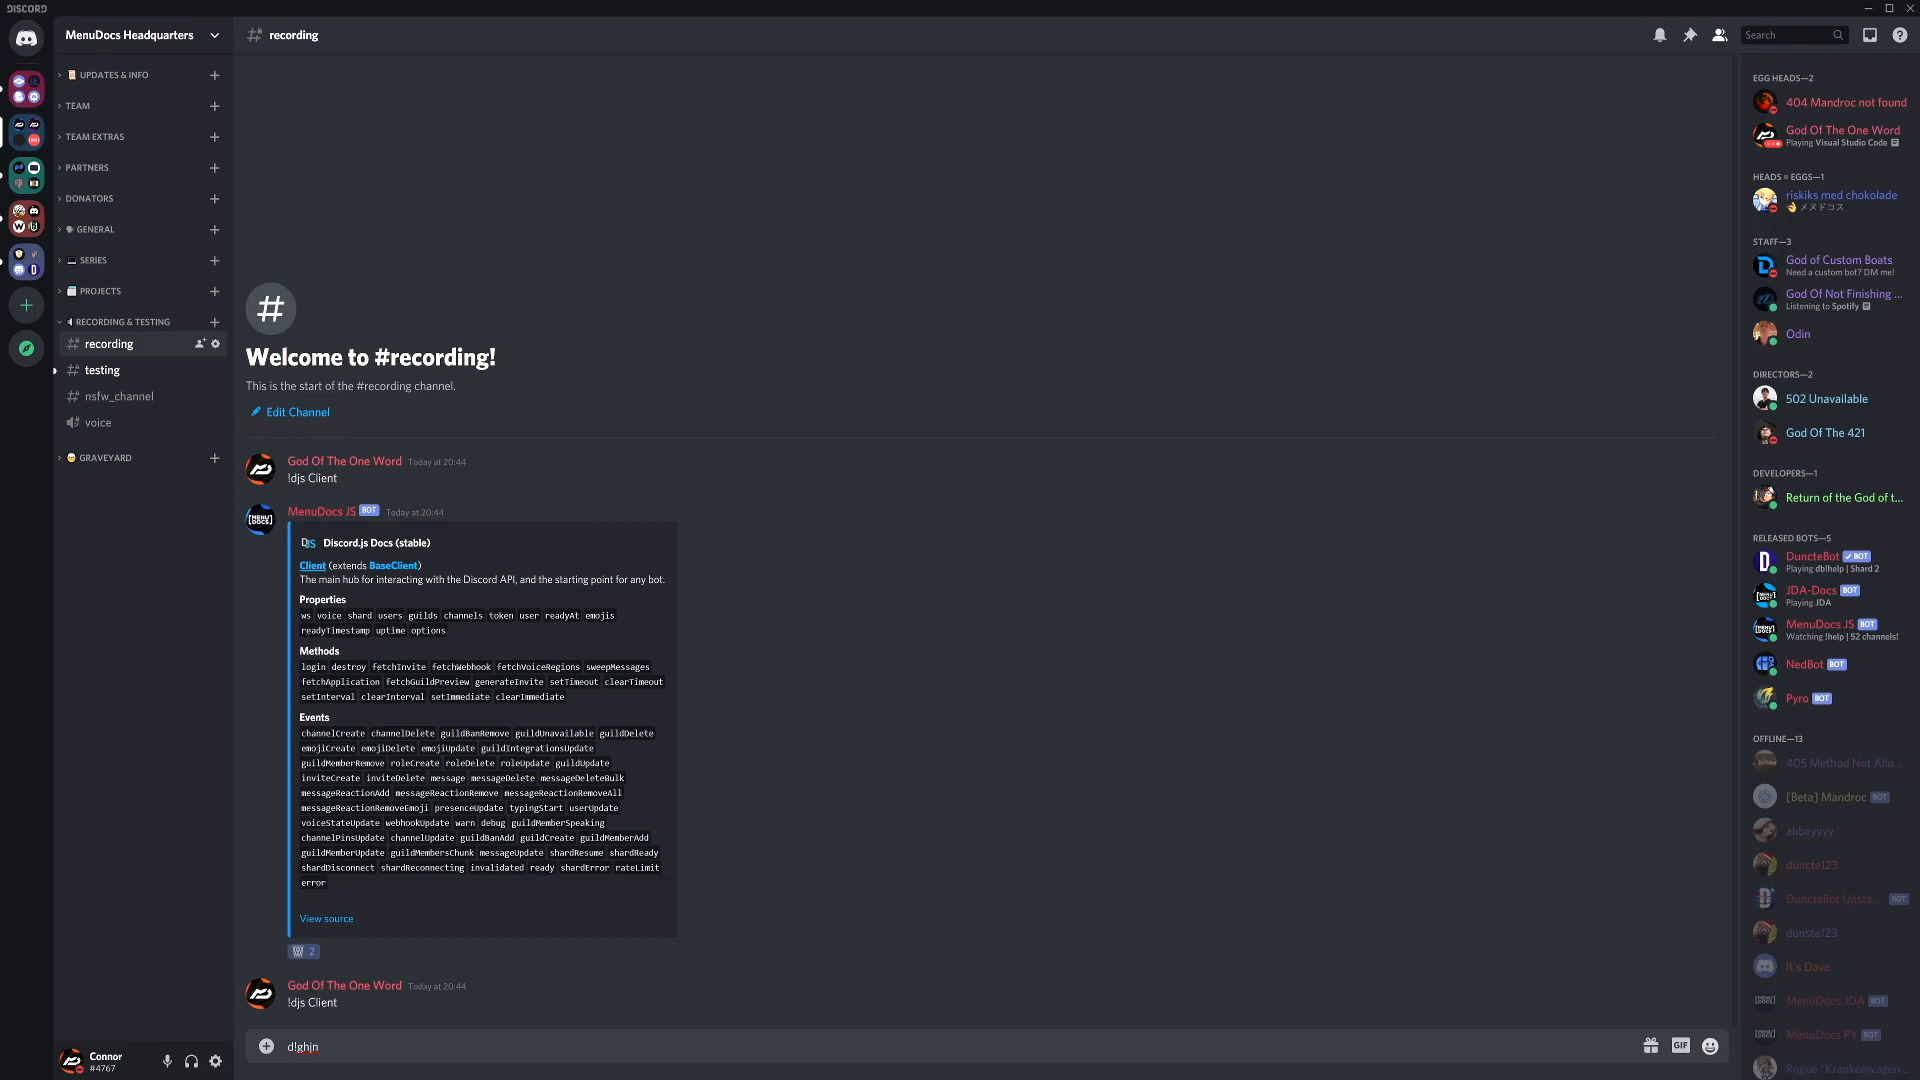 DISCORD
MenuDocs Headquarters
recording
Search
UPDATES & INFO
TEAM
TEAM EXTRAS
PARTNERS
DONATORS
GENERAL
SERIES
PROJECTS
RECORDING & TESTING
recording
testing
nsfw_channel
voice
GRAVEYARD
Connor
#4767
Welcome to #recording!
This is the start of the #recording channel.
Edit Channel
God Of The One Word Today at 20:44
!djs Client
MenuDocs JS BOT Today at 20:44
Discord.js Docs (stable)
Client (extends BaseClient)
The main hub for interacting with the Discord API, and the starting point for any bot.
Properties
ws voice shard users guilds channels token user readyAt emojis
readyTimestamp uptime options
Methods
login destroy fetchInvite fetchWebhook fetchVoiceRegions sweepMessages
fetchApplication fetchGuildPreview generateInvite setTimeout clearTimeout
setInterval clearInterval setImmediate clearImmediate
Events
channelCreate channelDelete guildBanRemove guildUnavailable guildDelete
emojiCreate emojiDelete emojiUpdate guildIntegrationsUpdate
guildMemberRemove roleCreate roleDelete roleUpdate guildUpdate
inviteCreate inviteDelete message messageDelete messageDeleteBulk
messageReactionAdd messageReactionRemove messageReactionRemoveAll
messageReactionRemoveEmoji presenceUpdate typingStart userUpdate
voiceStateUpdate webhookUpdate warn debug guildMemberSpeaking
channelPinsUpdate channelUpdate guildBanAdd guildCreate guildMemberAdd
guildMemberUpdate guildMembersChunk messageUpdate shardResume shardReady
shardDisconnect shardReconnecting invalidated ready shardError rateLimit
error
View source
2
God Of The One Word Today at 20:44
!djs Client
d!ghjn
GIF
EGG HEADS—2
404 Mandroc not found
God Of The One Word
Playing Visual Studio Code
HEADS = EGGS—1
riskiks med chokolade
👌 メヌドコス
STAFF—3
God of Custom Boats
Need a custom bot? DM me!
God Of Not Finishing ...
Listening to Spotify
Odin
DIRECTORS—2
502 Unavailable
God Of The 421
DEVELOPERS—1
Return of the God of t...
RELEASED BOTS—5
DuncteBot ✓ BOT
Playing db!help | Shard 2
JDA-Docs BOT
Playing JDA
MenuDocs JS BOT
Watching !help | 52 channels!
NedBot BOT
Pyro BOT
OFFLINE—13
405 Method Not Allo...
[Beta] Mandroc BOT
abbeyyyy
duncte123
DuncteBot Unsta... BOT
dunste123
It's Dave
MenuDocs JDA BOT
MenuDocs PY BOT
Rogue "Krankenwagen...